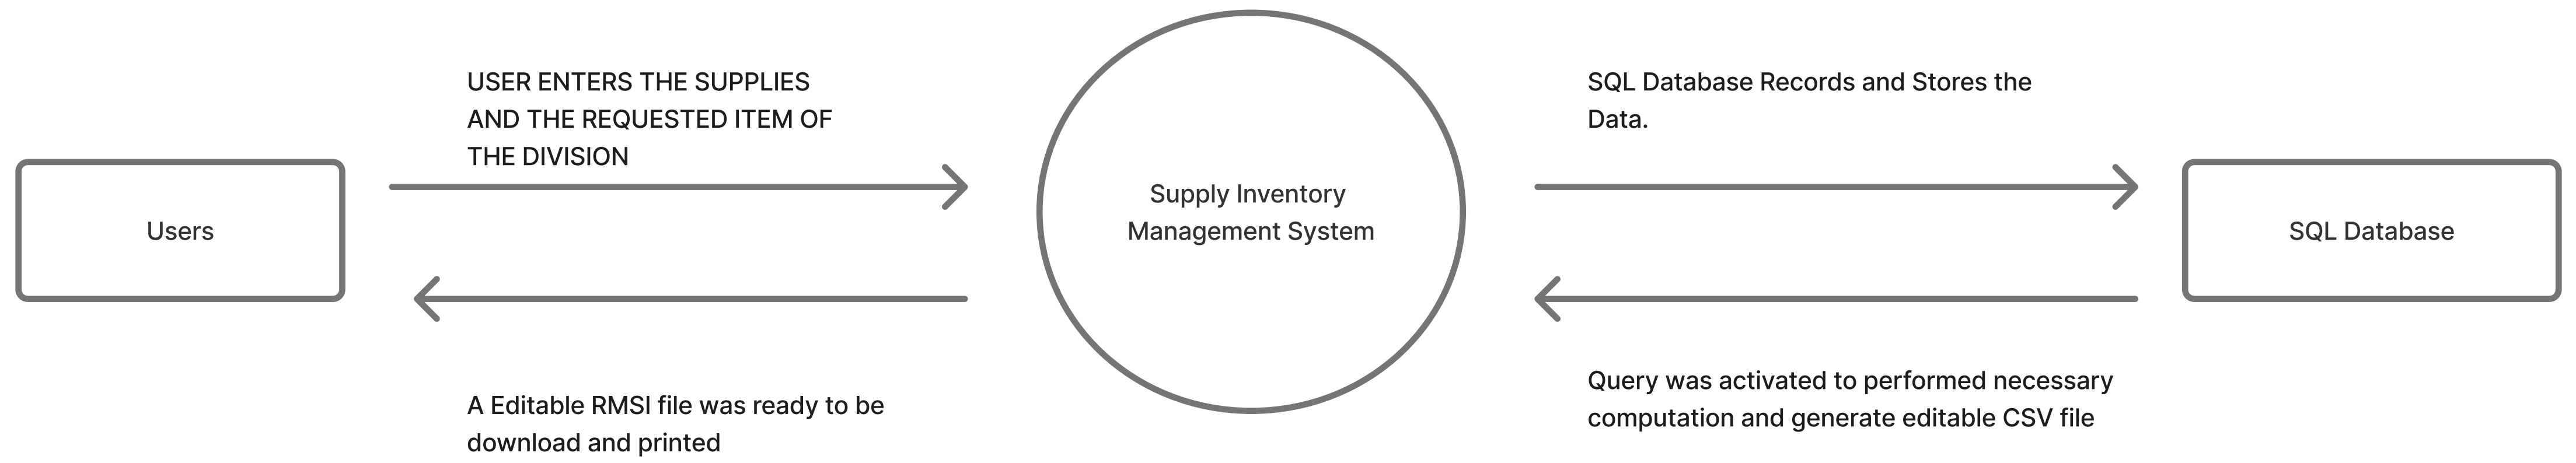 USER ENTERS THE SUPPLIES
AND THE REQUESTED ITEM OF
THE DIVISION
SQL Database Records and Stores the
Data.
Users
Supply Inventory
Management System
SQL Database
A Editable RMSI file was ready to be
download and printed
Query was activated to performed necessary
computation and generate editable CSV file